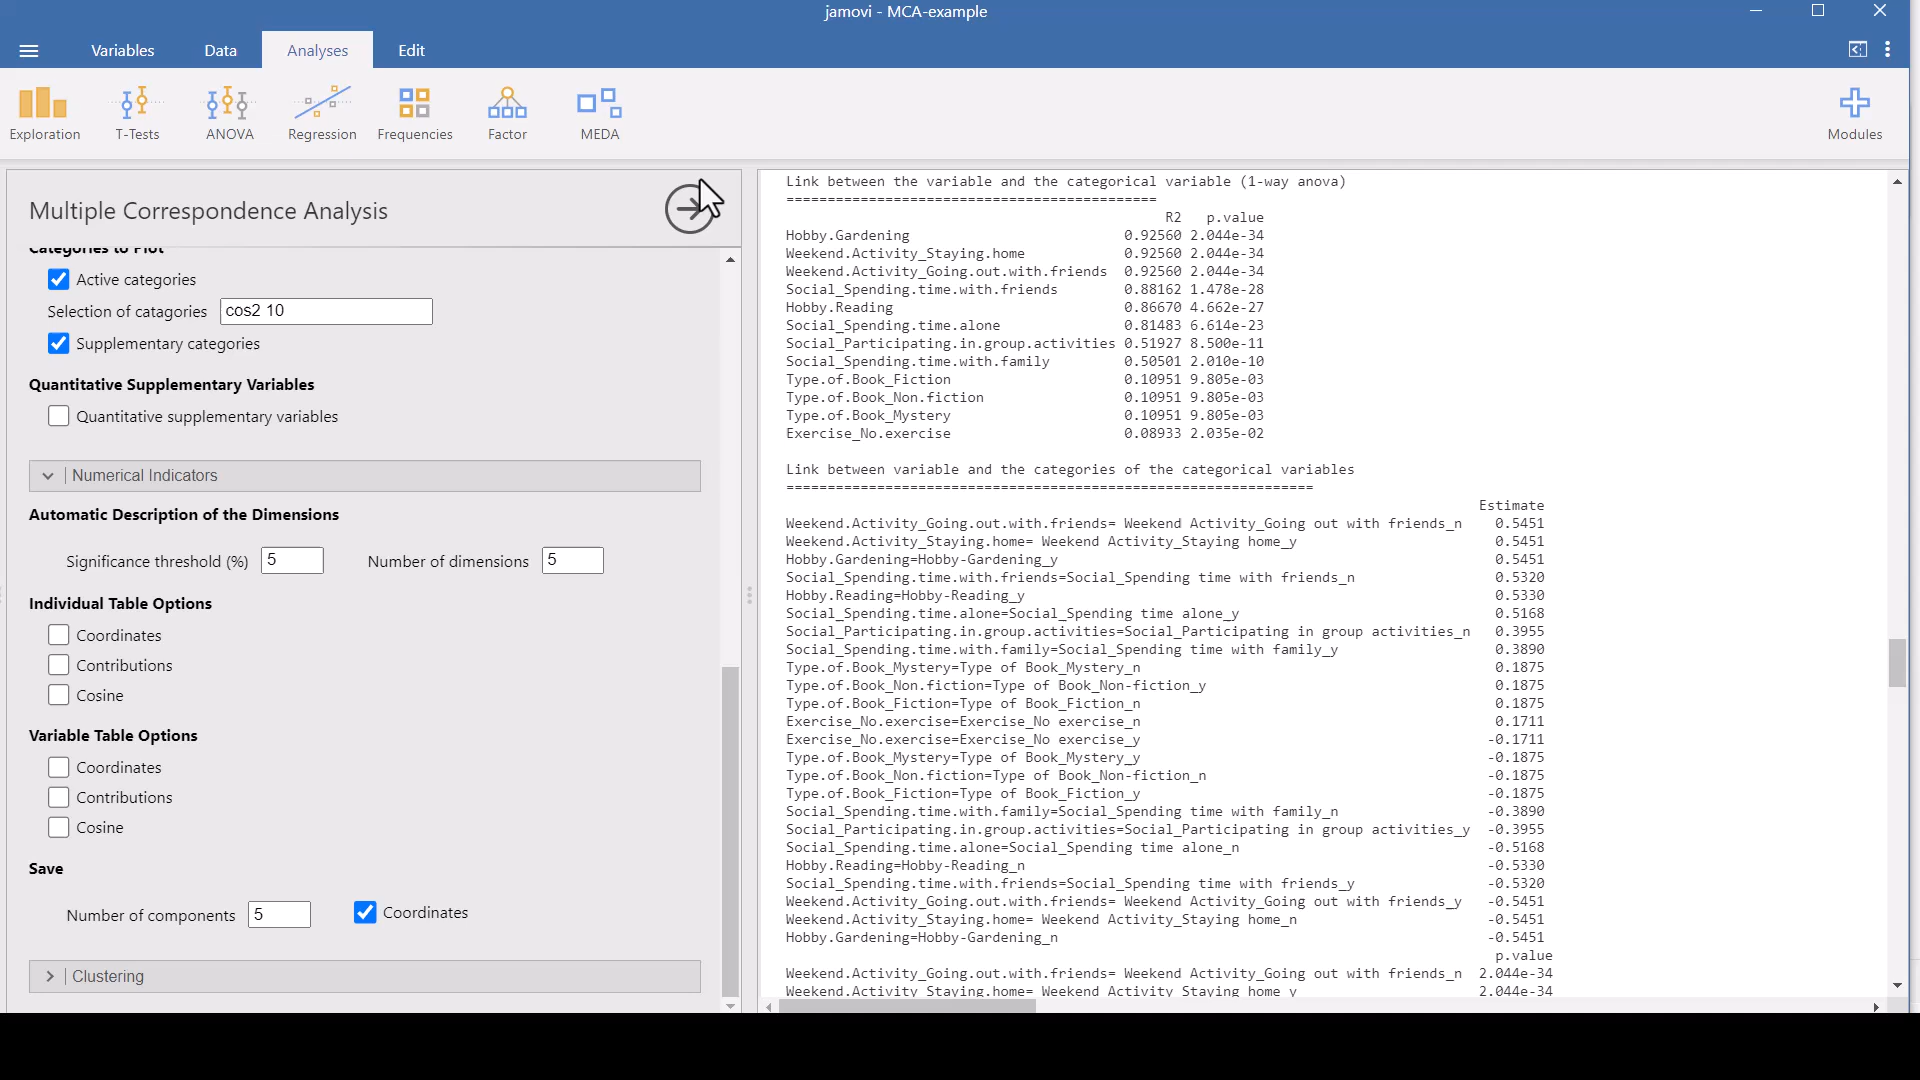 jamovi - MCA-example
Variables
Data
Analyses
Edit
Exploration
T-Tests
ANOVA
Regression
Frequencies
Factor
MEDA
Modules
Multiple Correspondence Analysis
Categories to Plot
Active categories
Selection of catagories cos2 10
Supplementary categories
Quantitative Supplementary Variables
Quantitative supplementary variables
Numerical Indicators
Automatic Description of the Dimensions
Significance threshold (%) 5 Number of dimensions 5
Individual Table Options
Coordinates
Contributions
Cosine
Variable Table Options
Coordinates
Contributions
Cosine
Save
Number of components 5 Coordinates
Clustering
Link between the variable and the categorical variable (1-way anova)
=============================================
R2 p.value
Hobby.Gardening 0.92560 2.044e-34
Weekend.Activity_Staying.home 0.92560 2.044e-34
Weekend.Activity_Going.out.with.friends 0.92560 2.044e-34
Social_Spending.time.with.friends 0.88162 1.478e-28
Hobby.Reading 0.86670 4.662e-27
Social_Spending.time.alone 0.81483 6.614e-23
Social_Participating.in.group.activities 0.51927 8.500e-11
Social_Spending.time.with.family 0.50501 2.010e-10
Type.of.Book_Fiction 0.10951 9.805e-03
Type.of.Book_Non.fiction 0.10951 9.805e-03
Type.of.Book_Mystery 0.10951 9.805e-03
Exercise_No.exercise 0.08933 2.035e-02
Link between variable and the categories of the categorical variables
================================================================
Estimate
Weekend.Activity_Going.out.with.friends= Weekend Activity_Going out with friends_n 0.5451
Weekend.Activity_Staying.home= Weekend Activity_Staying home_y 0.5451
Hobby.Gardening=Hobby-Gardening_y 0.5451
Social_Spending.time.with.friends=Social_Spending time with friends_n 0.5320
Hobby.Reading=Hobby-Reading_y 0.5330
Social_Spending.time.alone=Social_Spending time alone_y 0.5168
Social_Participating.in.group.activities=Social_Participating in group activities_n 0.3955
Social_Spending.time.with.family=Social_Spending time with family_y 0.3890
Type.of.Book_Mystery=Type of Book_Mystery_n 0.1875
Type.of.Book_Non.fiction=Type of Book_Non-fiction_y 0.1875
Type.of.Book_Fiction=Type of Book_Fiction_n 0.1875
Exercise_No.exercise=Exercise_No exercise_n 0.1711
Exercise_No.exercise=Exercise_No exercise_y -0.1711
Type.of.Book_Mystery=Type of Book_Mystery_y -0.1875
Type.of.Book_Non.fiction=Type of Book_Non-fiction_n -0.1875
Type.of.Book_Fiction=Type of Book_Fiction_y -0.1875
Social_Spending.time.with.family=Social_Spending time with family_n -0.3890
Social_Participating.in.group.activities=Social_Participating in group activities_y -0.3955
Social_Spending.time.alone=Social_Spending time alone_n -0.5168
Hobby.Reading=Hobby-Reading_n -0.5330
Social_Spending.time.with.friends=Social_Spending time with friends_y -0.5320
Weekend.Activity_Going.out.with.friends= Weekend Activity_Going out with friends_y -0.5451
Weekend.Activity_Staying.home= Weekend Activity_Staying home_n -0.5451
Hobby.Gardening=Hobby-Gardening_n -0.5451
p.value
Weekend.Activity_Going.out.with.friends= Weekend Activity_Going out with friends_n 2.044e-34
Weekend.Activity_Staying.home= Weekend Activity_Staying home_y 2.044e-34